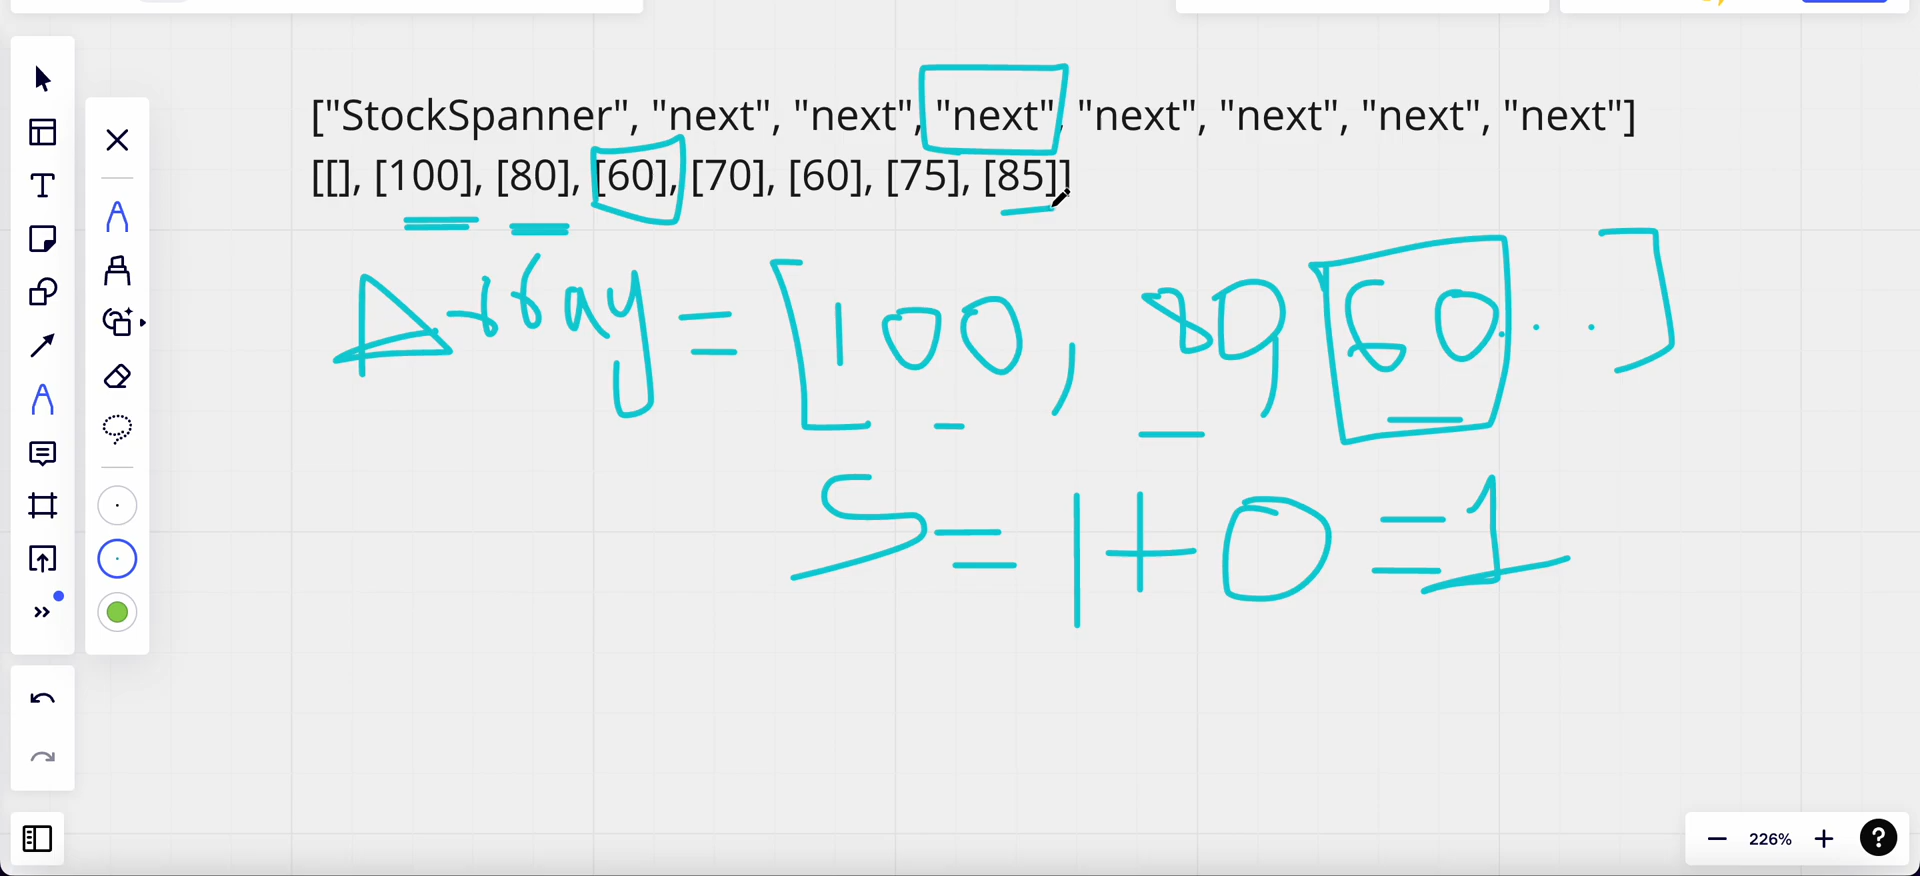 ["StockSpanner", "next", "next", "next", "next", "next", "next", "next"]
[[], [100], [80], [60], [70], [60], [75], [85]]
Array = [100, 80, 60...]
S = 1 + 0 = 1
226%